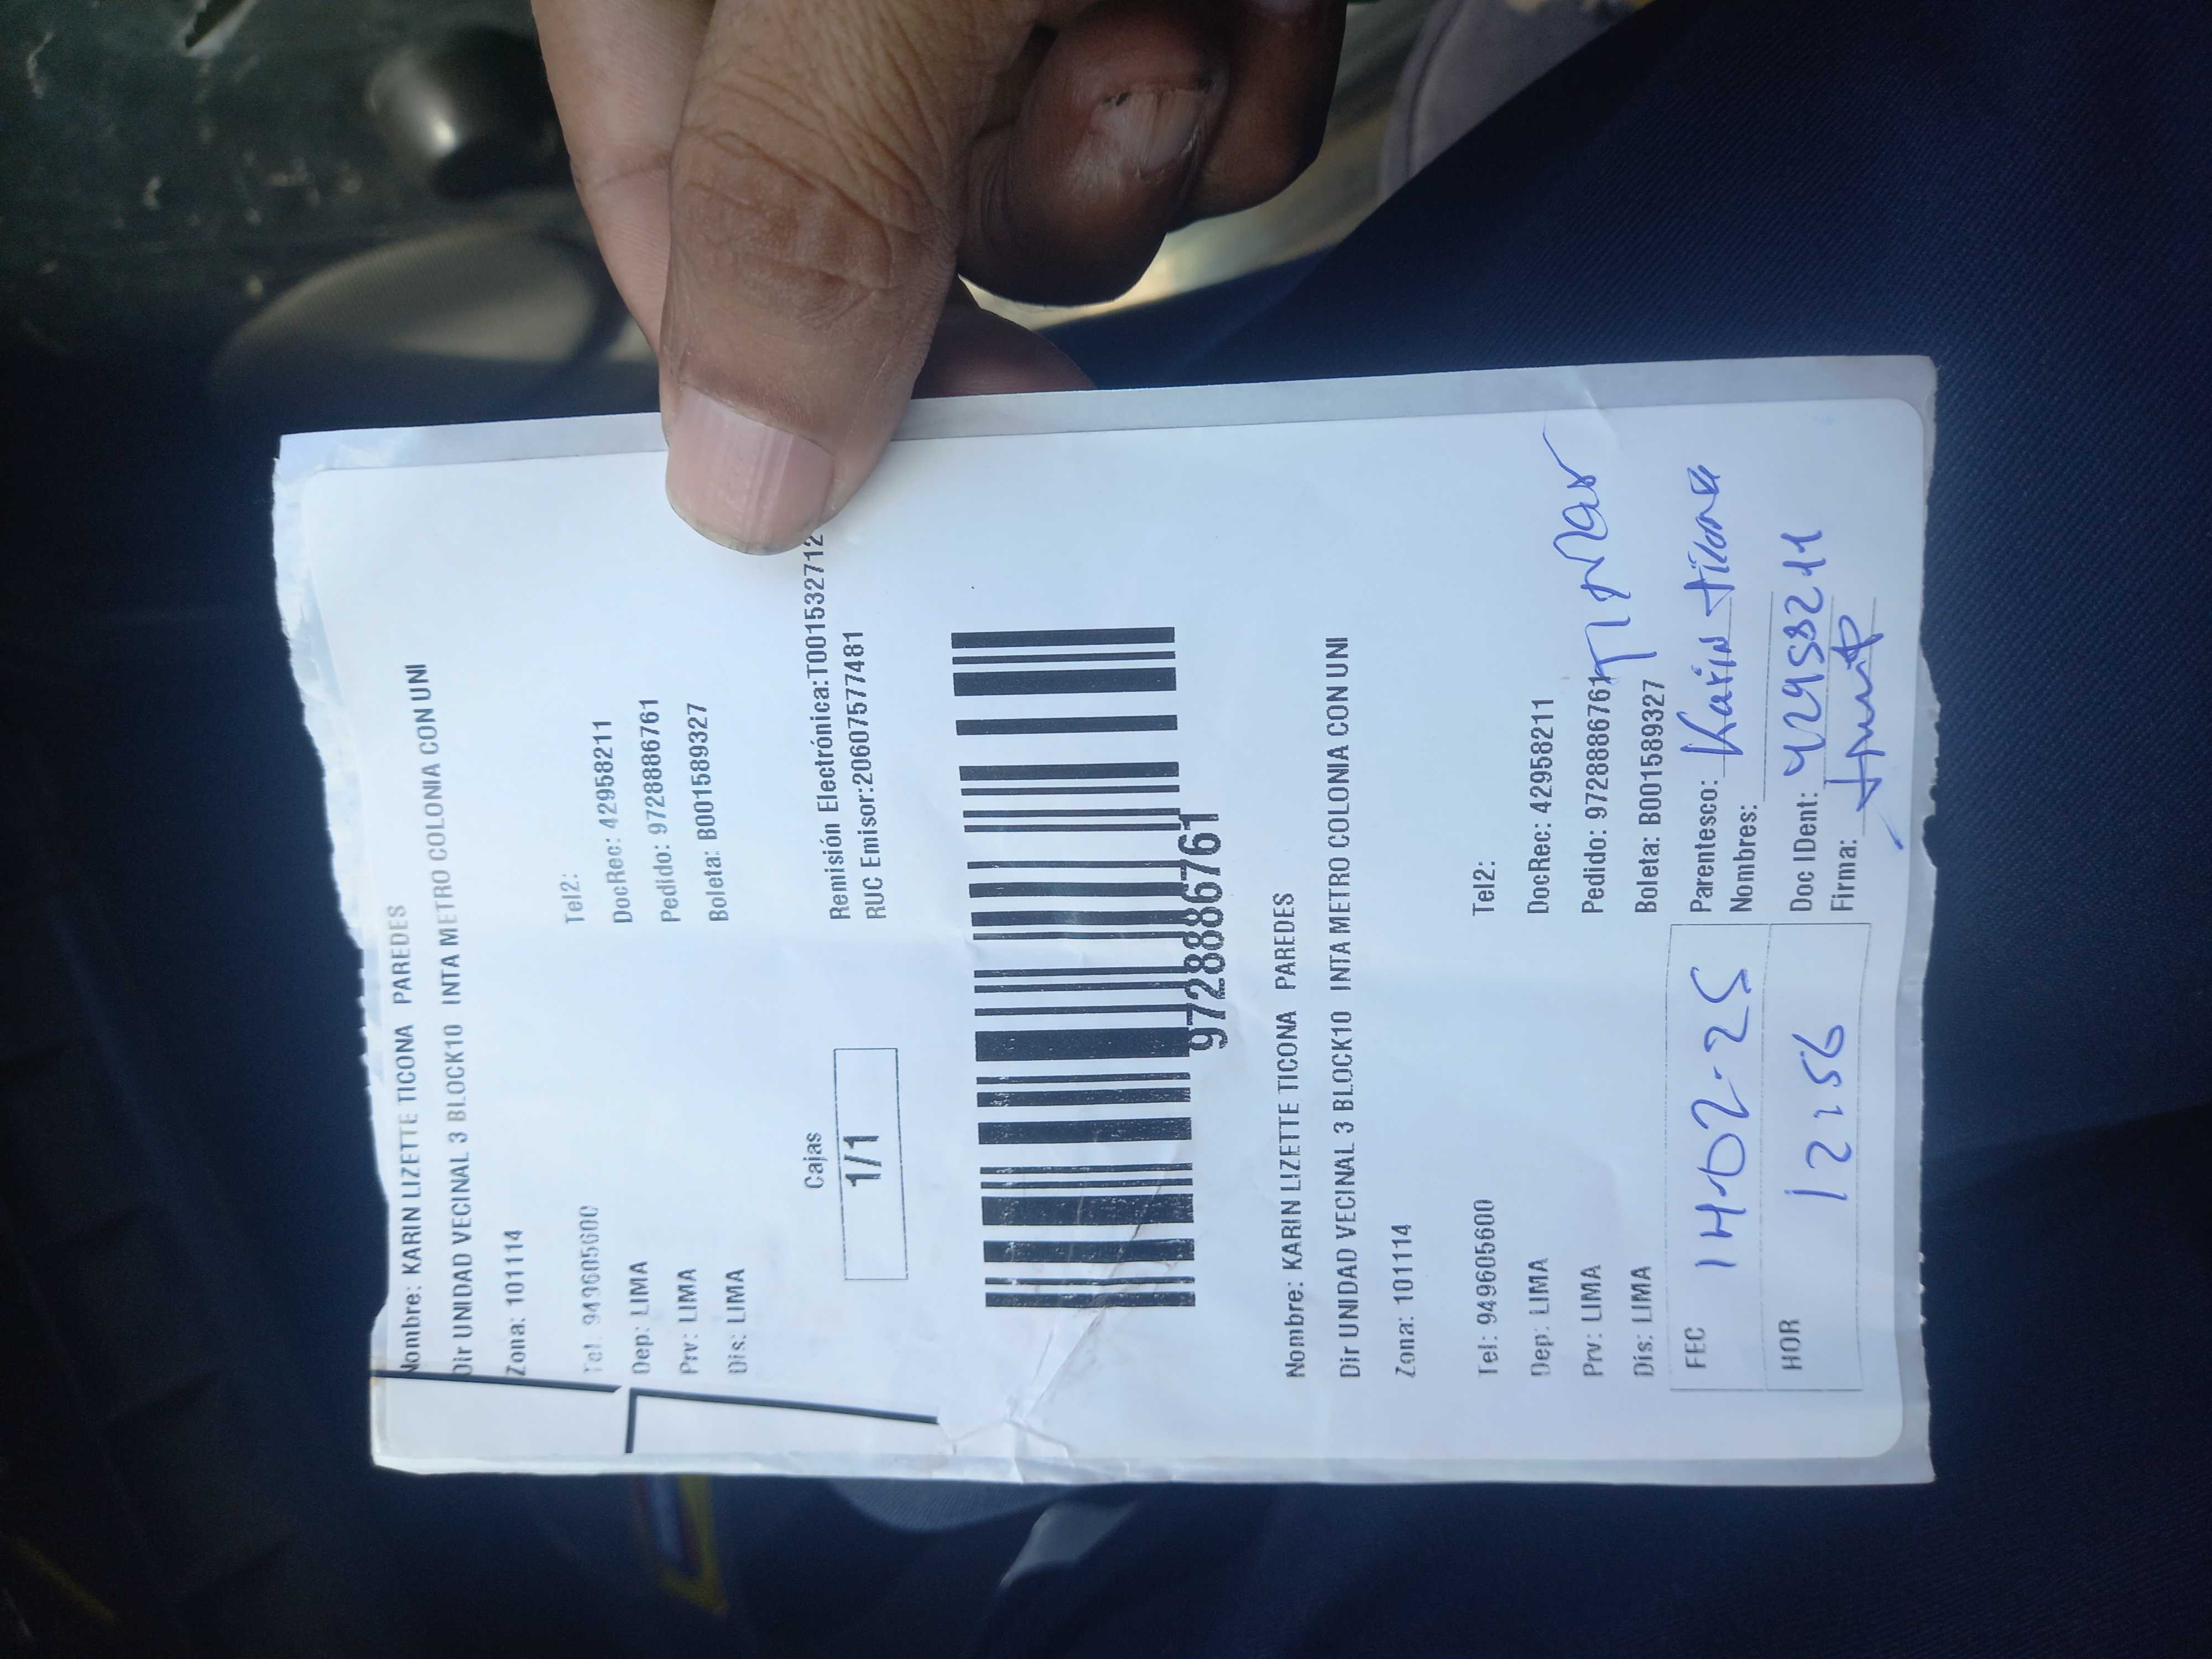 Nombre: KARIN LIZETTE TICONA PAREDES
Dir UNIDAD VECINAL 3 BLOCK10 INTA METRO COLONIA CON UNI
Zona: 101114
Tel: 949605600 Tel2:
Dep: LIMA DocRec: 42958211
Prv: LIMA Pedido: 97288886761
Dis: LIMA Boleta: B001589327
Cajas
1/1
Remisión Electrónica:T001532712
RUC Emisor:20607577481
97288886761
Nombre: KARIN LIZETTE TICONA PAREDES
Dir UNIDAD VECINAL 3 BLOCK10 INTA METRO COLONIA CON UNI
Zona: 101114
Tel: 949605600 Tel2:
Dep: LIMA DocRec: 42958211
Prv: LIMA Pedido: 97288886761
Dis: LIMA Boleta: B001589327
FEC 14-02-25 Parentesco: Karin ticona
Nombres:
HOR 12:56 Doc IDent: 42958211
Firma: